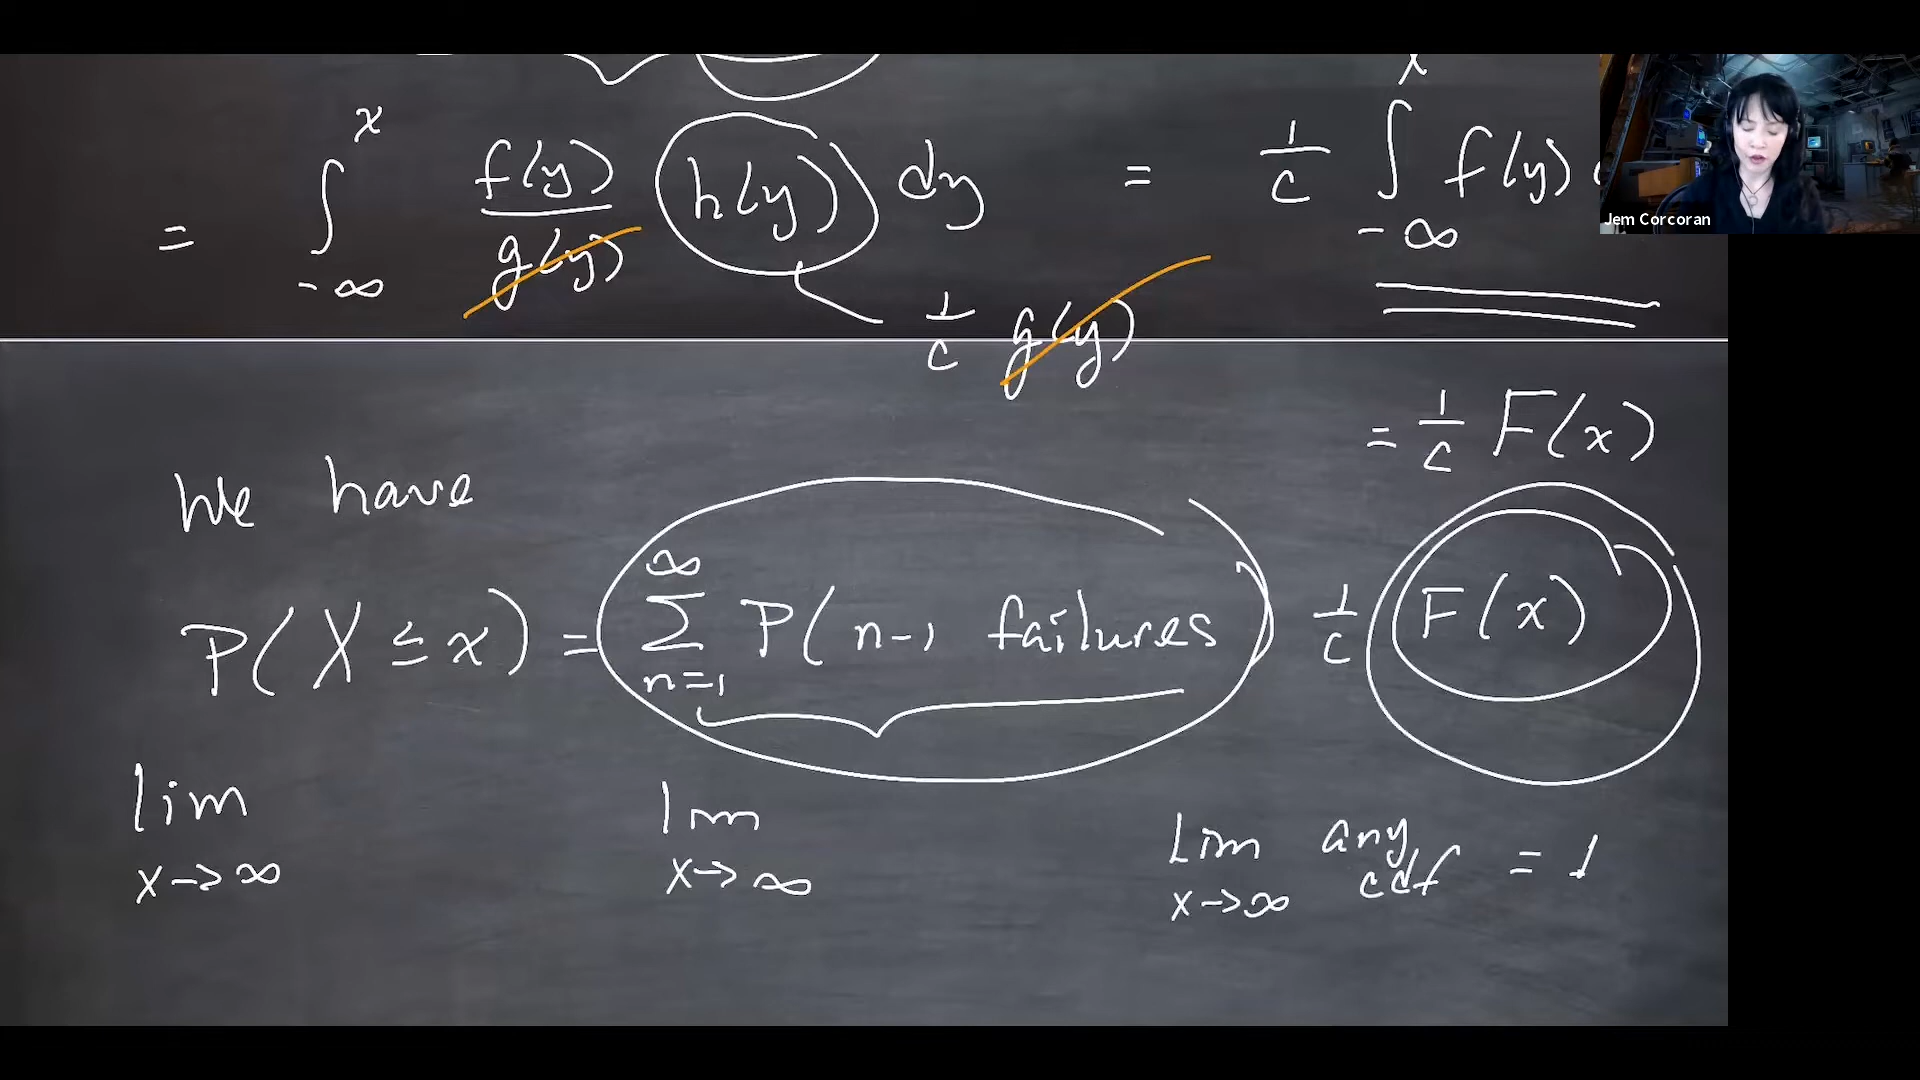 = ∫_{-∞}^{x} f(y)/g(y) h(y) dy = 1/c ∫_{-∞}^{x} f(y)
1/c g(y)
Jem Corcoran
= 1/c F(x)
We have
P(X ≤ x) = ∑_{n=1}^{∞} P(n-1 failures) 1/c F(x)
lim x→∞ lim x→∞ lim x→∞ any cdf = 1